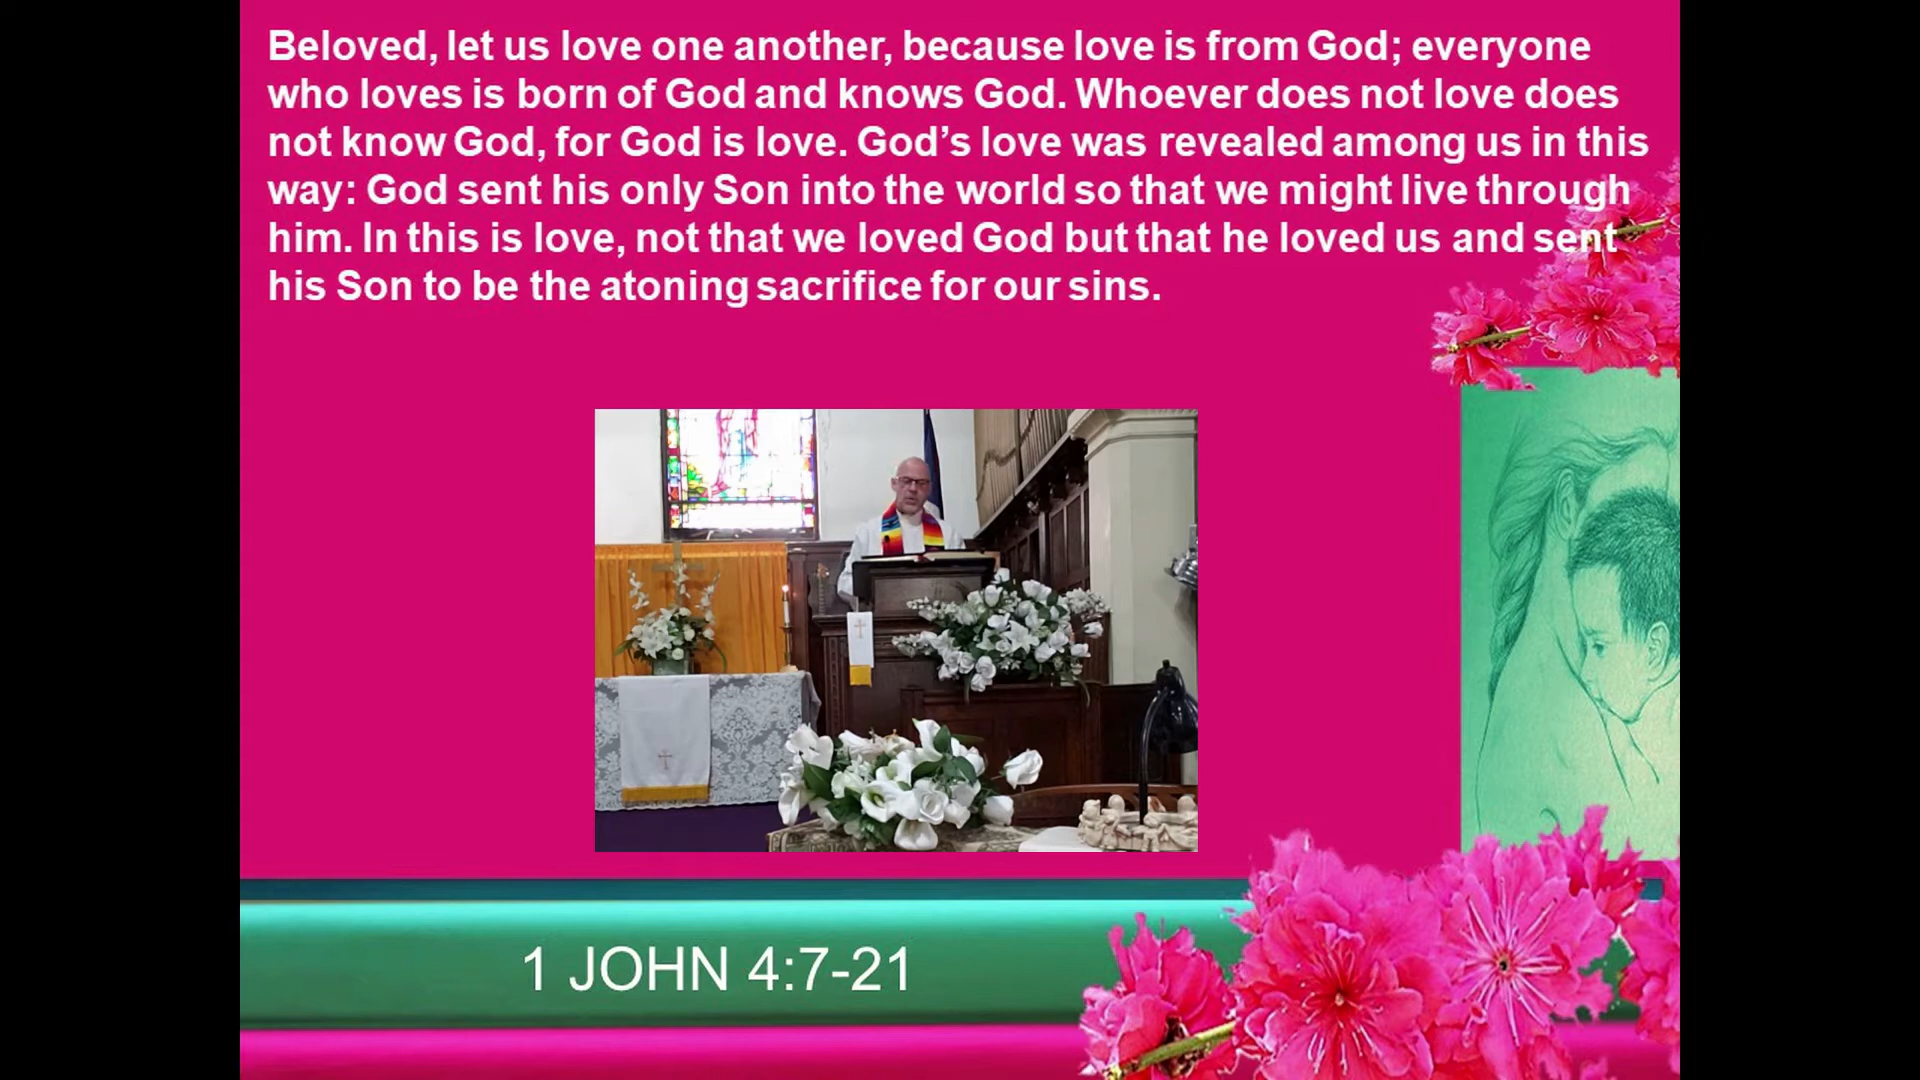 Beloved, let us love one another, because love is from God; everyone
who loves is born of God and knows God. Whoever does not love does
not know God, for God is love. God’s love was revealed among us in this
way: God sent his only Son into the world so that we might live through
him. In this is love, not that we loved God but that he loved us and sent
his Son to be the atoning sacrifice for our sins.
1 JOHN 4:7-21